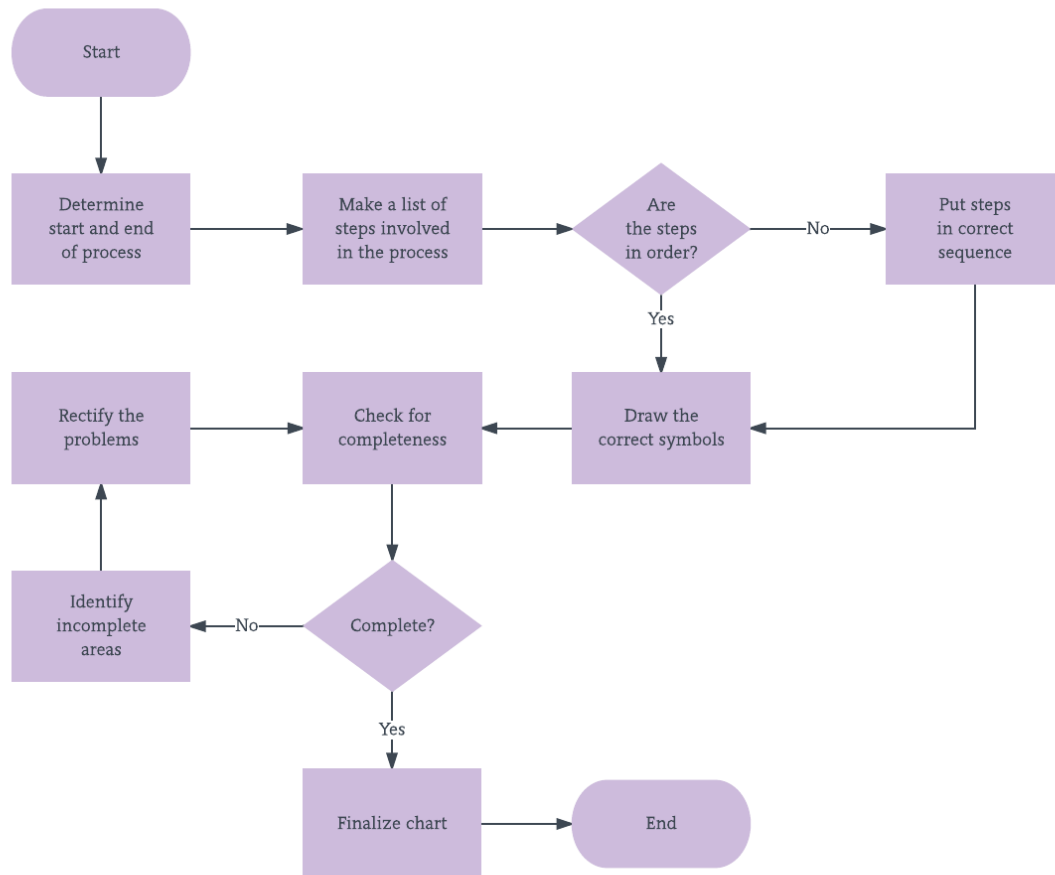 Start
Determine
start and end
of process
Make a list of
steps involved
in the process
Are
the steps
in order?
No
Put steps
in correct
sequence
Yes
Rectify the
problems
Check for
completeness
Draw the
correct symbols
Identify
incomplete
areas
No
Complete?
Yes
Finalize chart
End